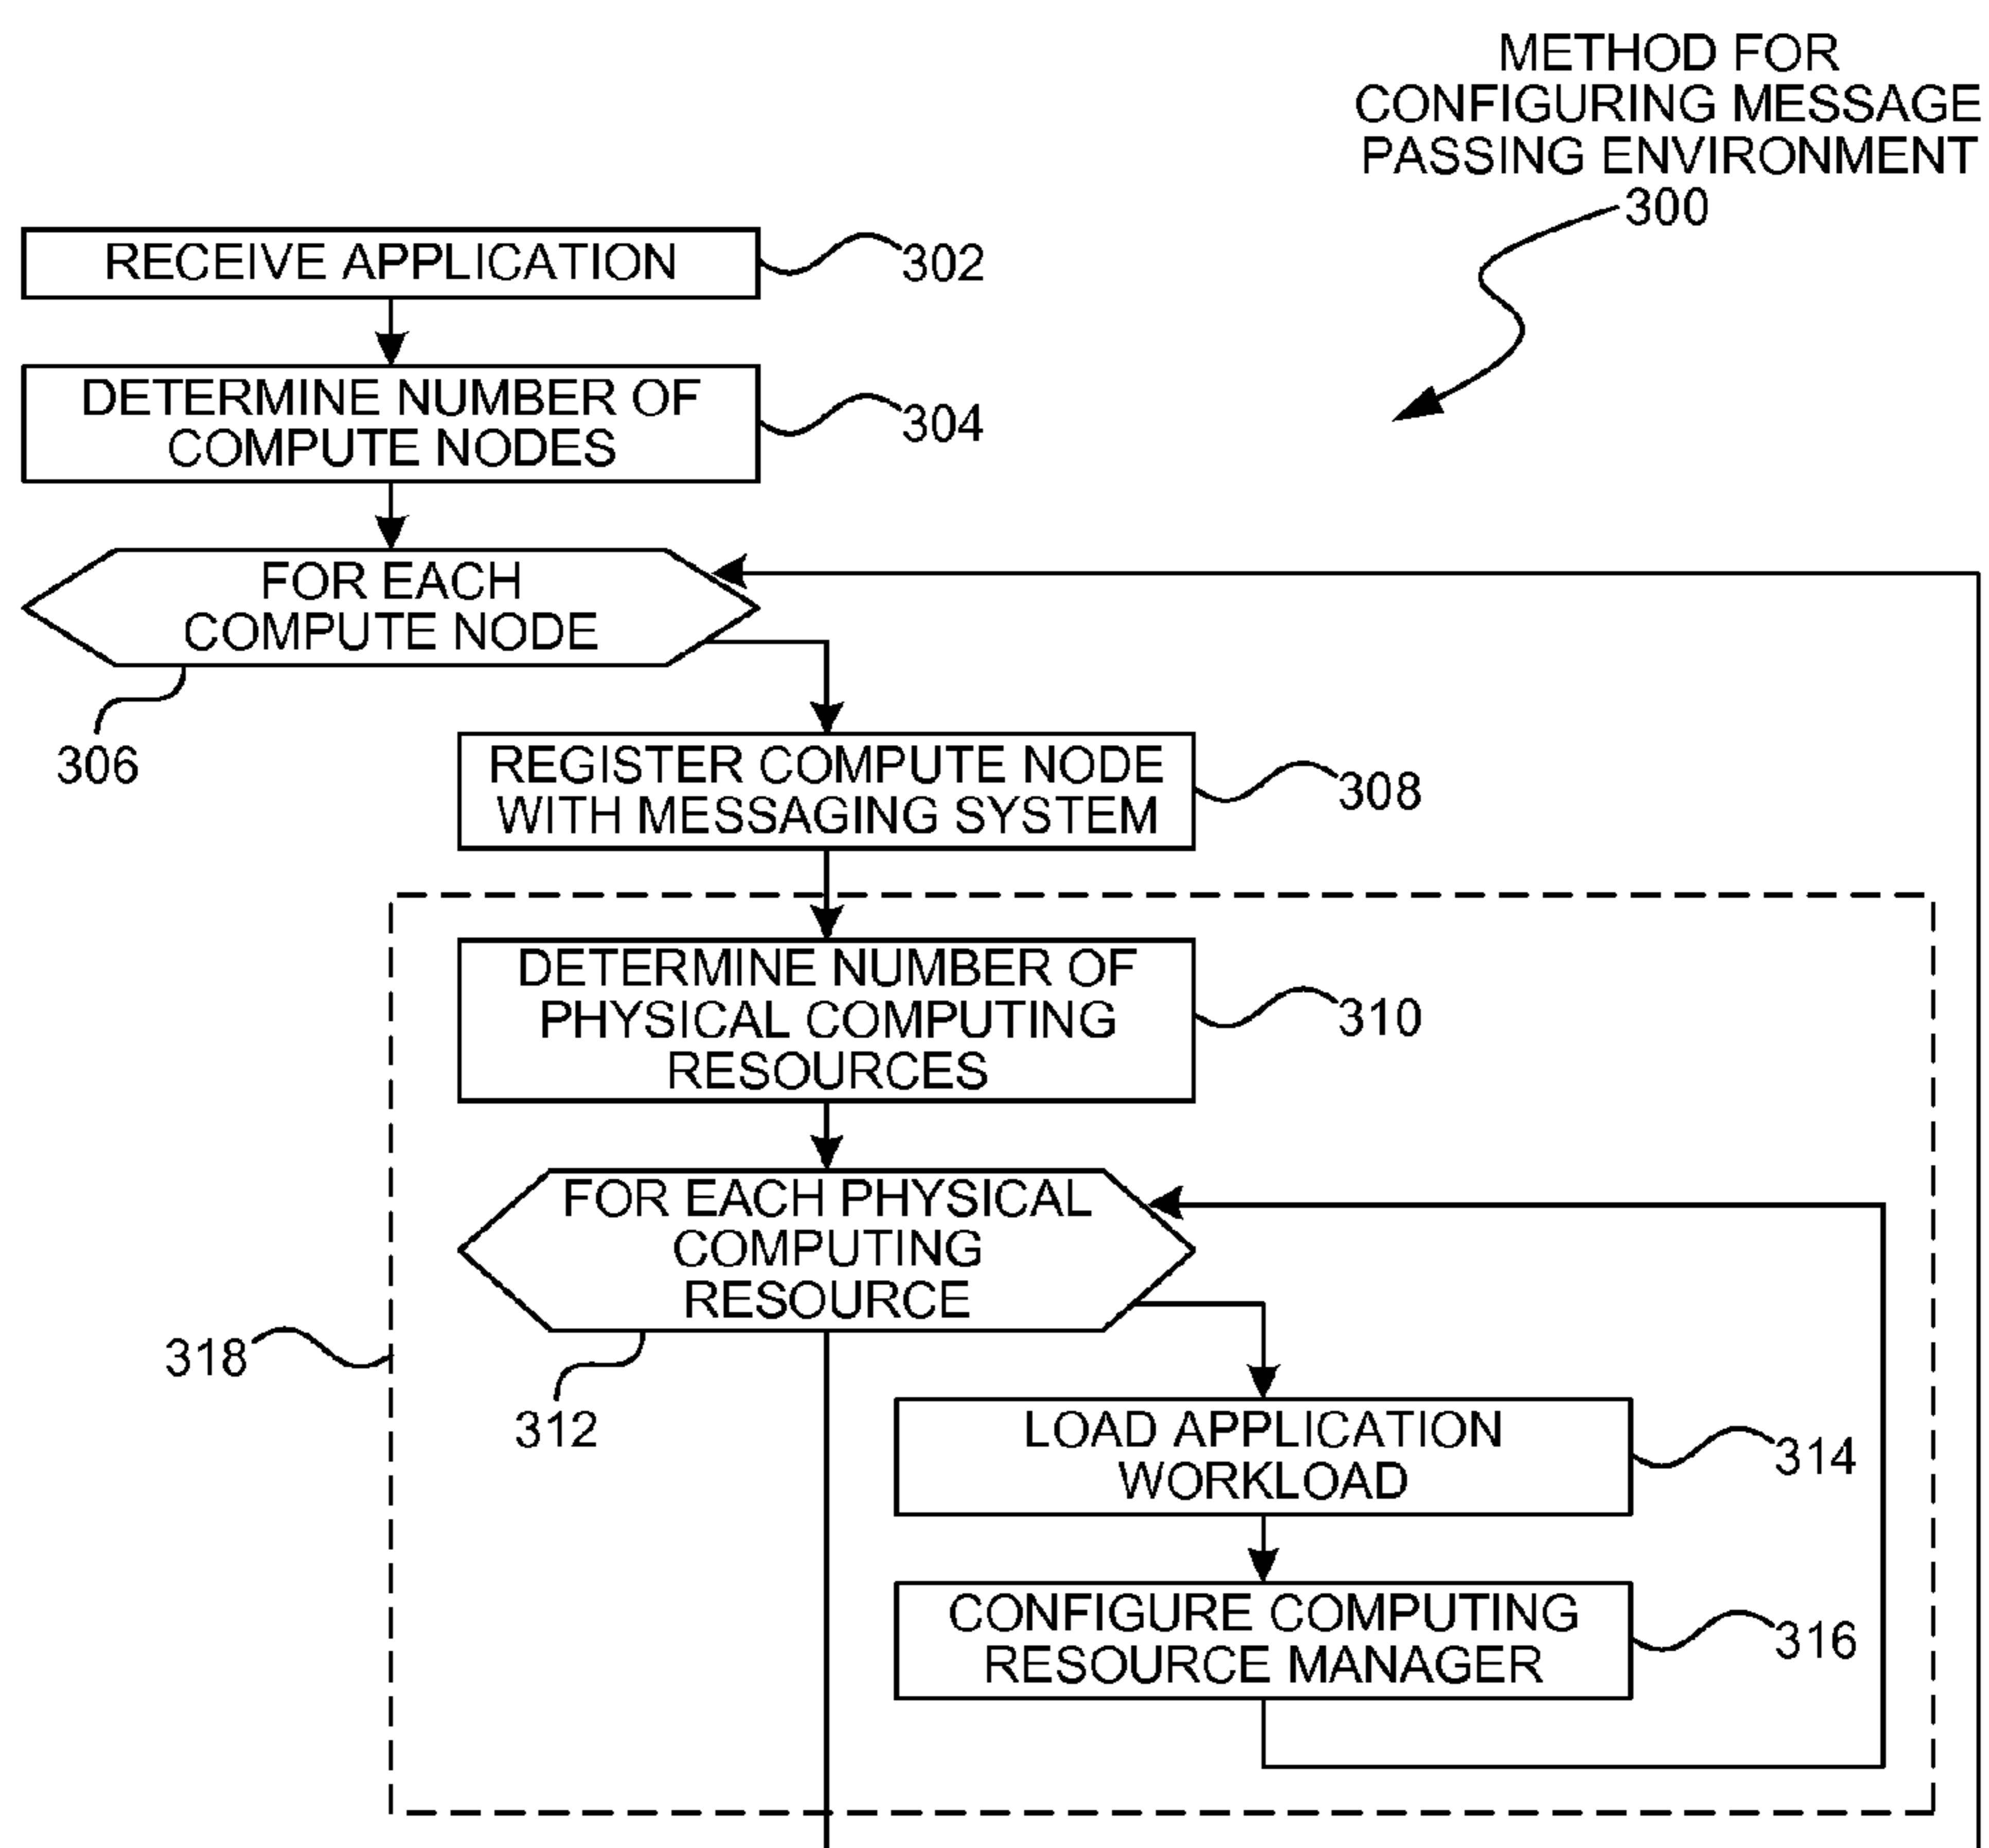 METHOD FOR
CONFIGURING MESSAGE
PASSING ENVIRONMENT
300
RECEIVE APPLICATION
302
DETERMINE NUMBER OF
COMPUTE NODES
304
FOR EACH
COMPUTE NODE
306
REGISTER COMPUTE NODE
WITH MESSAGING SYSTEM
308
DETERMINE NUMBER OF
PHYSICAL COMPUTING
RESOURCES
310
FOR EACH PHYSICAL
COMPUTING
RESOURCE
318
312
LOAD APPLICATION
WORKLOAD
314
CONFIGURE COMPUTING
RESOURCE MANAGER
316